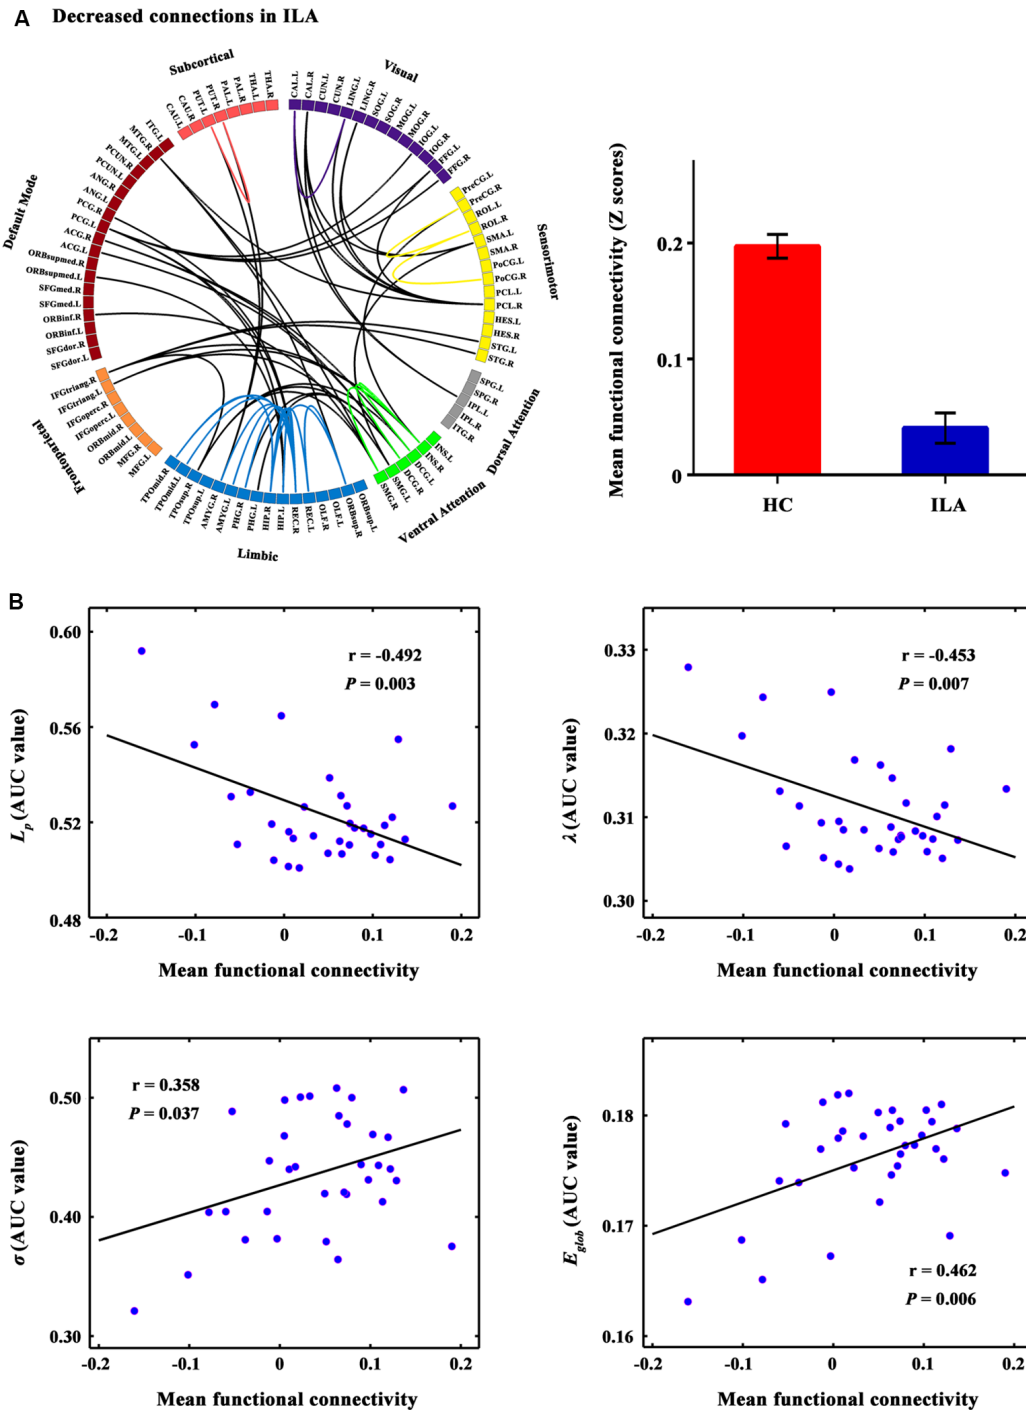 A Decreased connections in ILA
Subcortical
Visual
Sensorimotor
Dorsal Attention
Ventral Attention
Limbic
Frontoparietal
Default Mode
CAU.L
CAU.R
PUT.L
PUT.R
PAL.L
PAL.R
THA.L
THA.R
CAL.L
CAL.R
CUN.L
CUN.R
LING.L
LING.R
SOG.L
SOG.R
MOG.L
MOG.R
IOG.L
IOG.R
FFG.L
FFG.R
PreCG.L
PreCG.R
ROL.L
ROL.R
SMA.L
SMA.R
PoCG.L
PoCG.R
PCL.L
PCL.R
HES.L
HES.R
STG.L
STG.R
SPG.L
SPG.R
IPL.L
IPL.R
ITG.R
INS.L
INS.R
DCG.L
DCG.R
SMG.L
SMG.R
ORBsup.L
ORBsup.R
OLF.L
OLF.R
REC.L
REC.R
HIP.L
HIP.R
PHG.L
PHG.R
AMYG.L
AMYG.R
TPOsup.L
TPOsup.R
TPOmid.L
TPOmid.R
MFG.L
MFG.R
ORBmid.L
ORBmid.R
IFGoperc.L
IFGoperc.R
IFGtriang.L
IFGtriang.R
SFGdor.L
SFGdor.R
ORBinf.L
ORBinf.R
SFGmed.L
SFGmed.R
ORBsupmed.L
ORBsupmed.R
ACG.L
ACG.R
PCG.L
PCG.R
ANG.L
ANG.R
PCUN.L
PCUN.R
MTG.L
MTG.R
ITG.L
Mean functional connectivity (Z scores)
0.2
0.1
0
HC ILA
B
L_p (AUC value)
0.60
0.56
0.52
0.48
r = -0.492
P = 0.003
-0.2 -0.1 0 0.1 0.2
Mean functional connectivity
λ (AUC value)
0.33
0.32
0.31
0.30
r = -0.453
P = 0.007
-0.2 -0.1 0 0.1 0.2
Mean functional connectivity
σ (AUC value)
0.50
0.40
0.30
r = 0.358
P = 0.037
-0.2 -0.1 0 0.1 0.2
Mean functional connectivity
E_glob (AUC value)
0.18
0.17
0.16
r = 0.462
P = 0.006
-0.2 -0.1 0 0.1 0.2
Mean functional connectivity